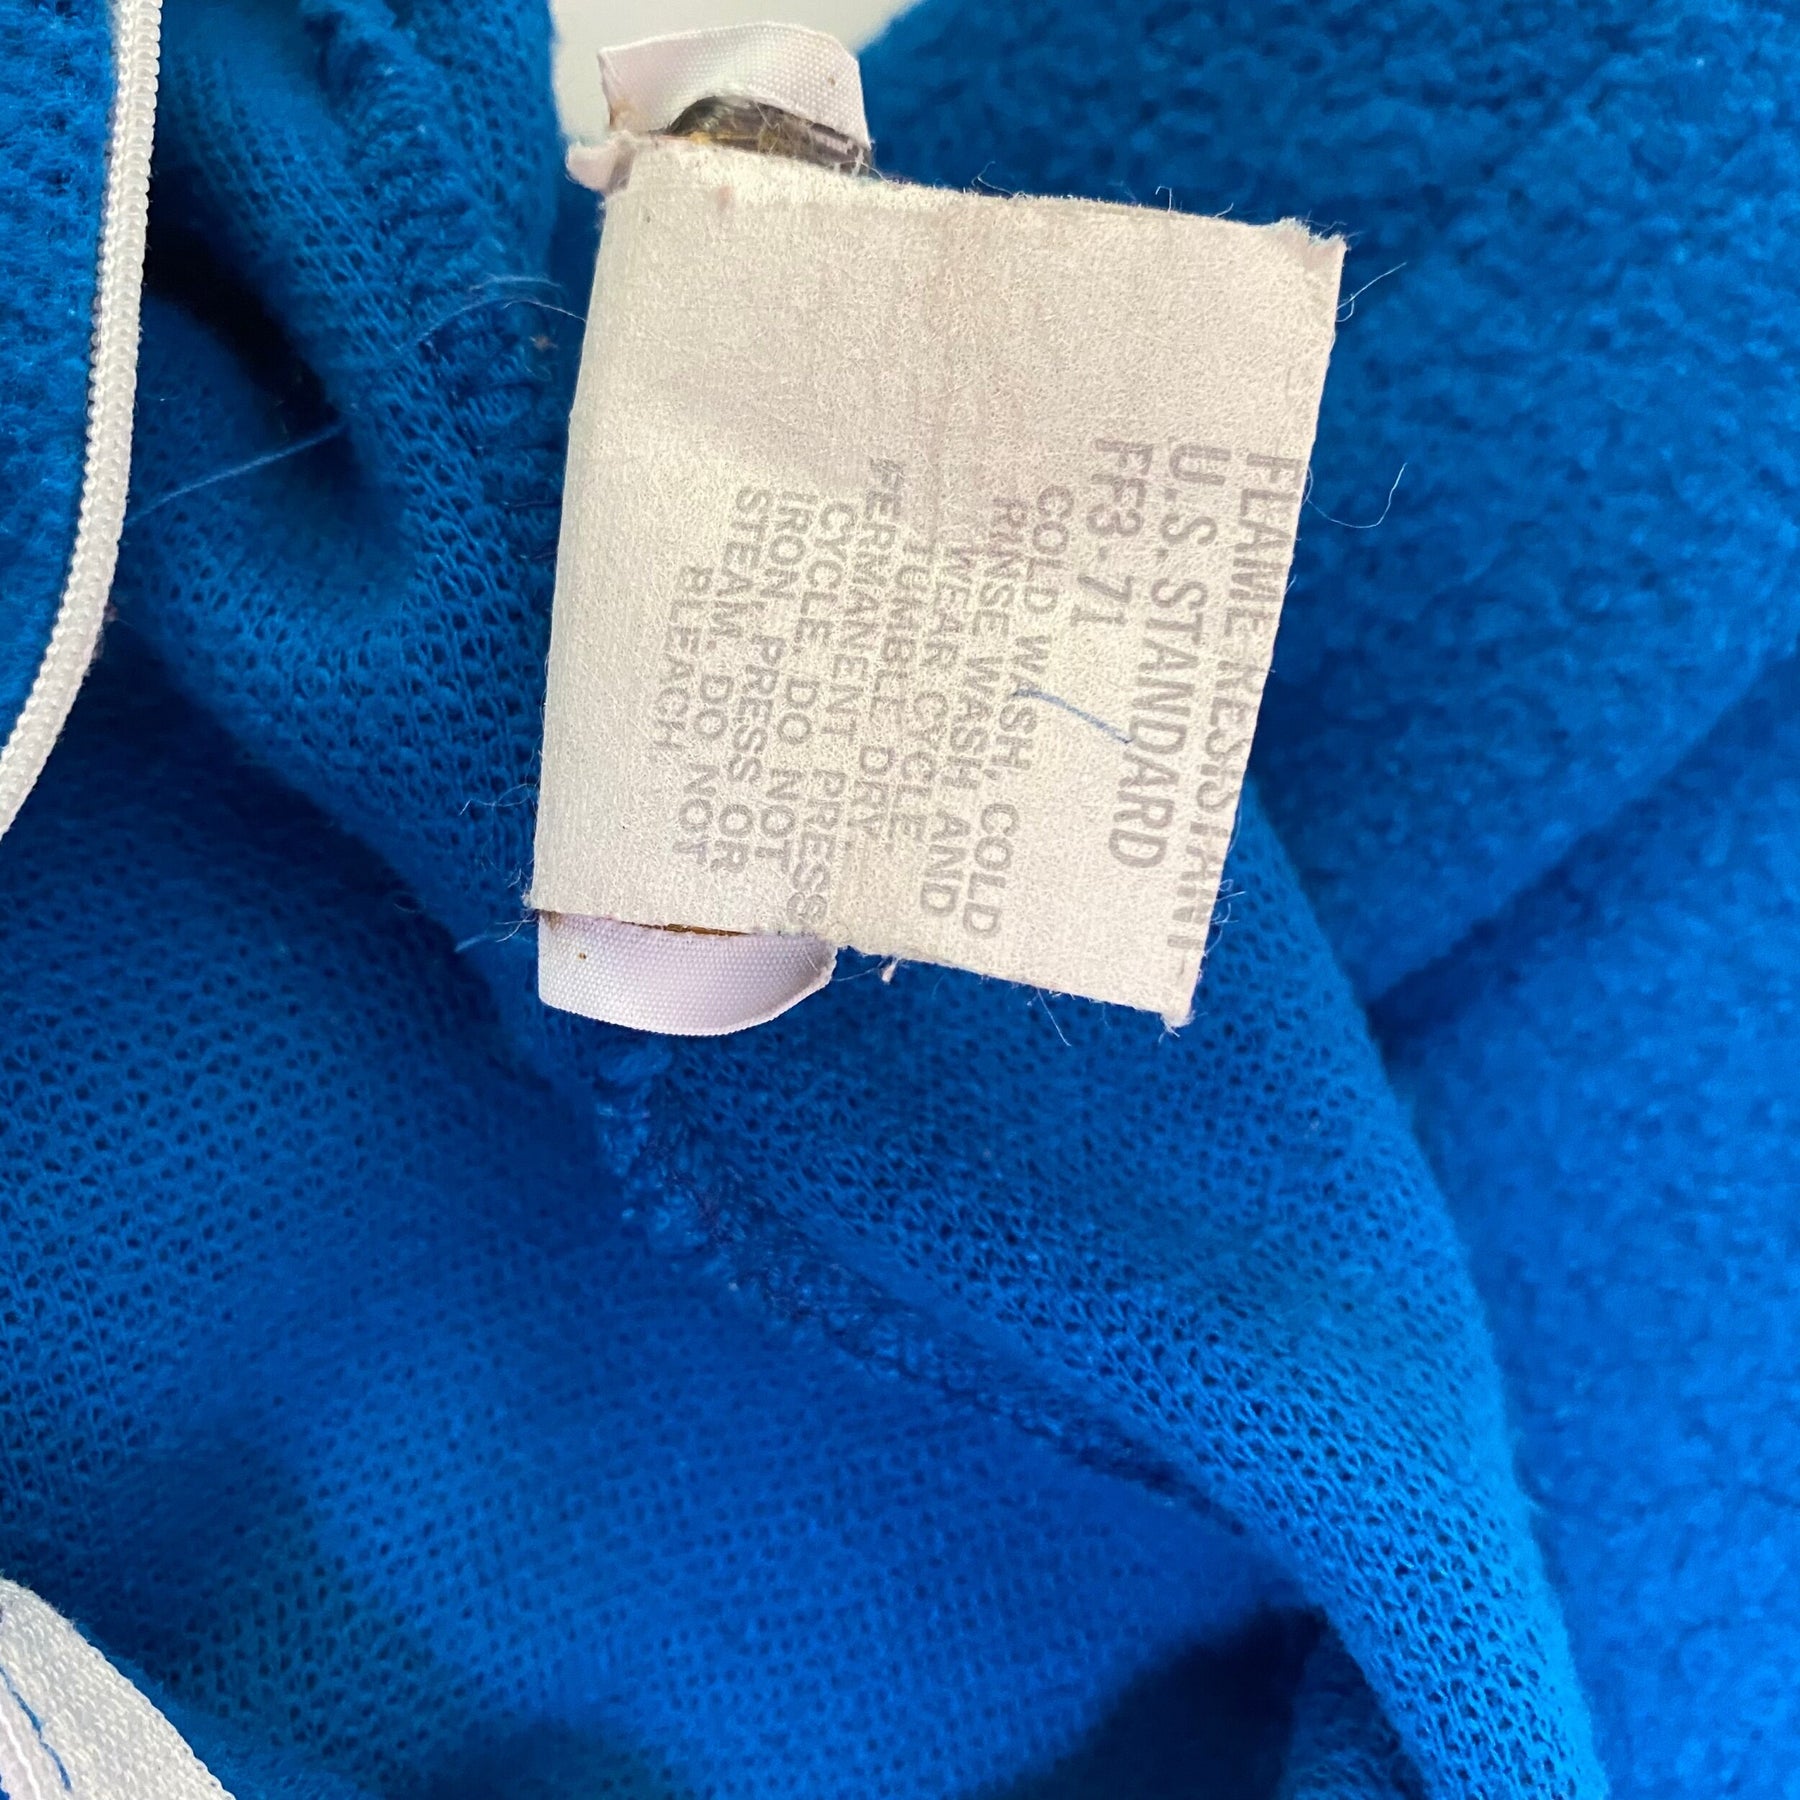 FLAME RESISTANT
U.S. STANDARD
FF3-71
COLD WASH, COLD
RINSE WASH AND
WEAR CYCLE
TUMBLE DRY
PERMANENT PRESS
CYCLE. DO NOT
IRON, PRESS OR
STEAM. DO NOT
BLEACH